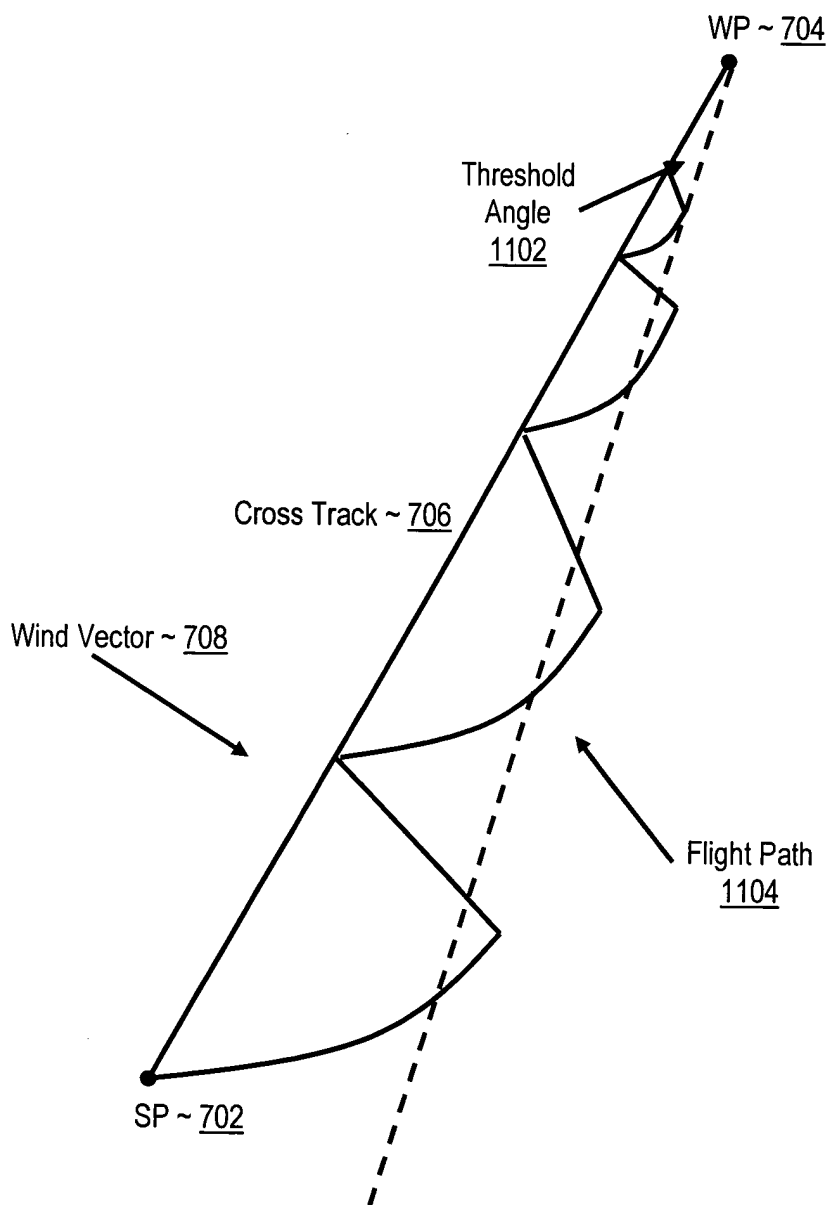 WP ~ 704
Threshold
Angle
1102
Cross Track ~ 706
Wind Vector ~ 708
Flight Path
1104
SP ~ 702